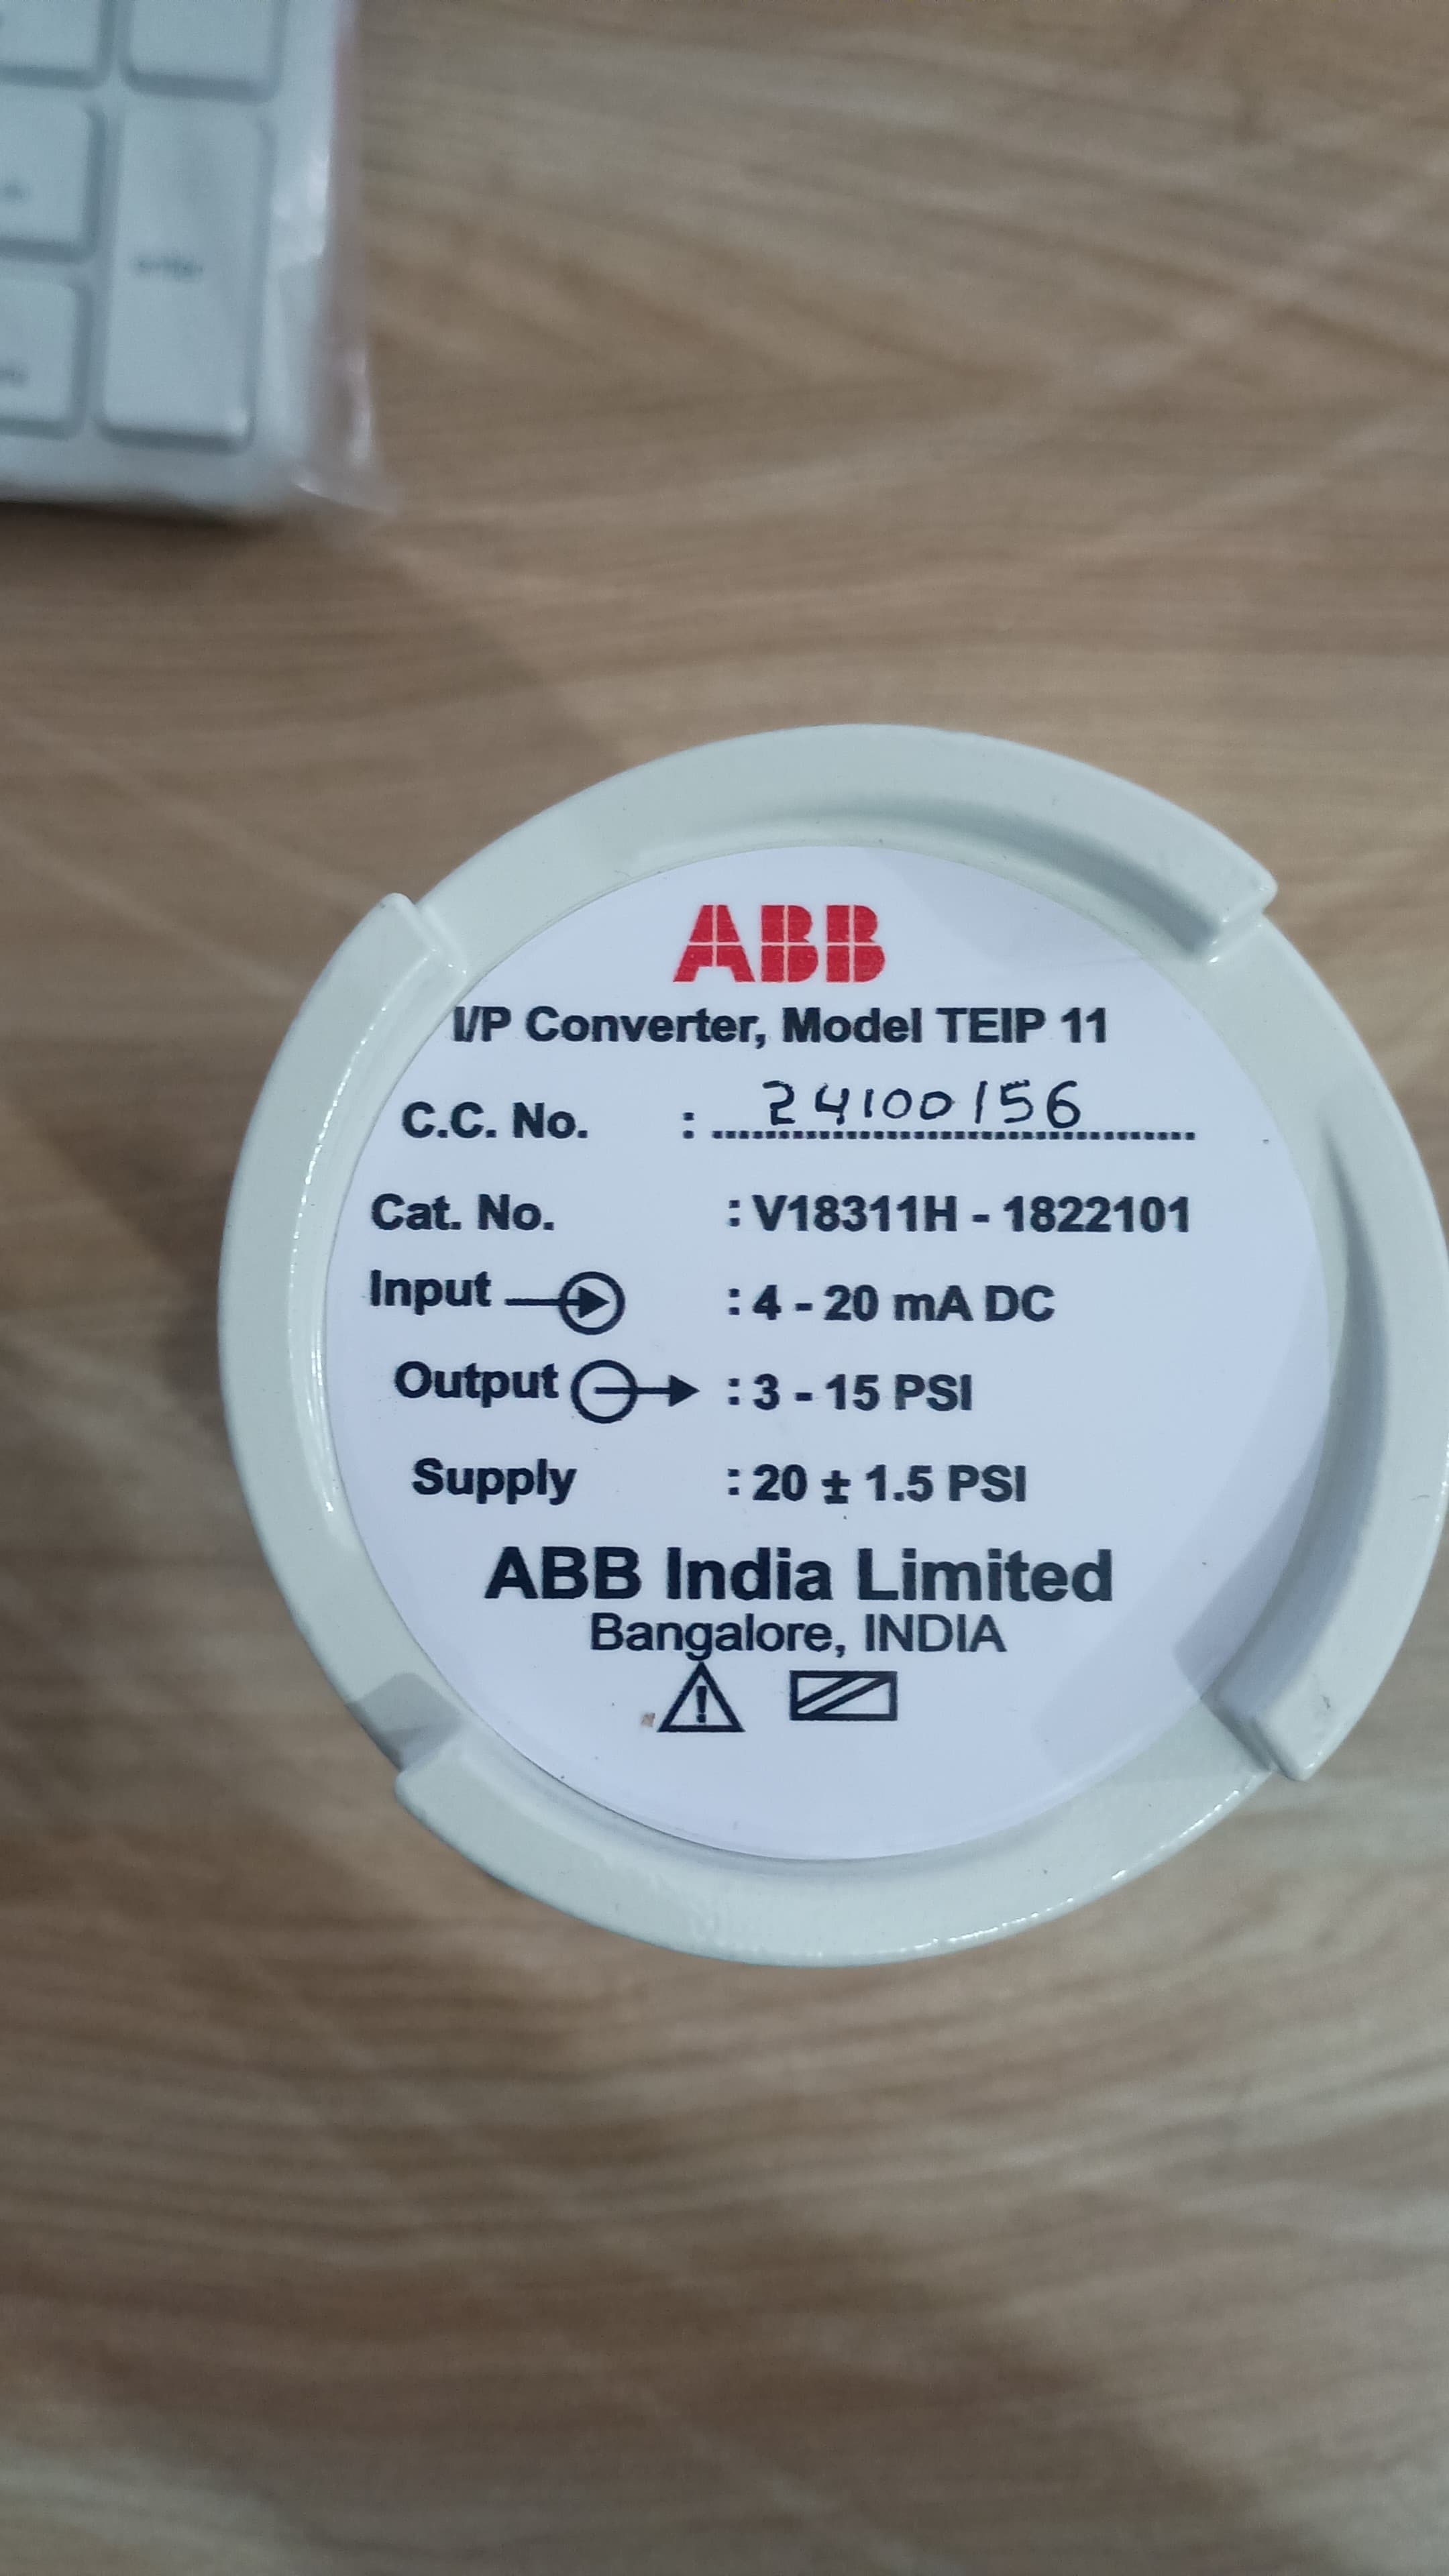 enter
ABB
I/P Converter, Model TEIP 11
C.C. No. : 24100156
Cat. No. : V18311H - 1822101
Input : 4 - 20 mA DC
Output : 3 - 15 PSI
Supply : 20 ± 1.5 PSI
ABB India Limited
Bangalore, INDIA